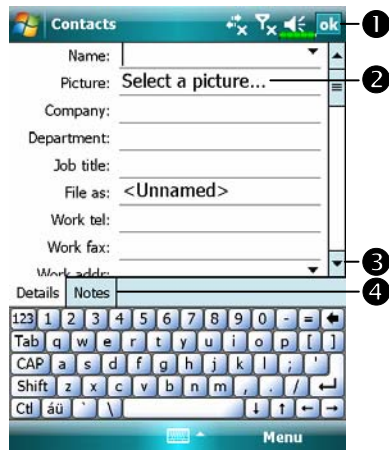 Contacts ok 1
Name:
Picture: Select a picture... 2
Company:
Department:
Job title:
File as: <Unnamed>
Work tel:
Work fax:
Work addr: 3
Details Notes 4
123 1 2 3 4 5 6 7 8 9 0 - =
Tab q w e r t y u i o p [ ]
CAP a s d f g h j k l ; '
Shift z x c v b n m , . /
Ctl áü ` \
Menu